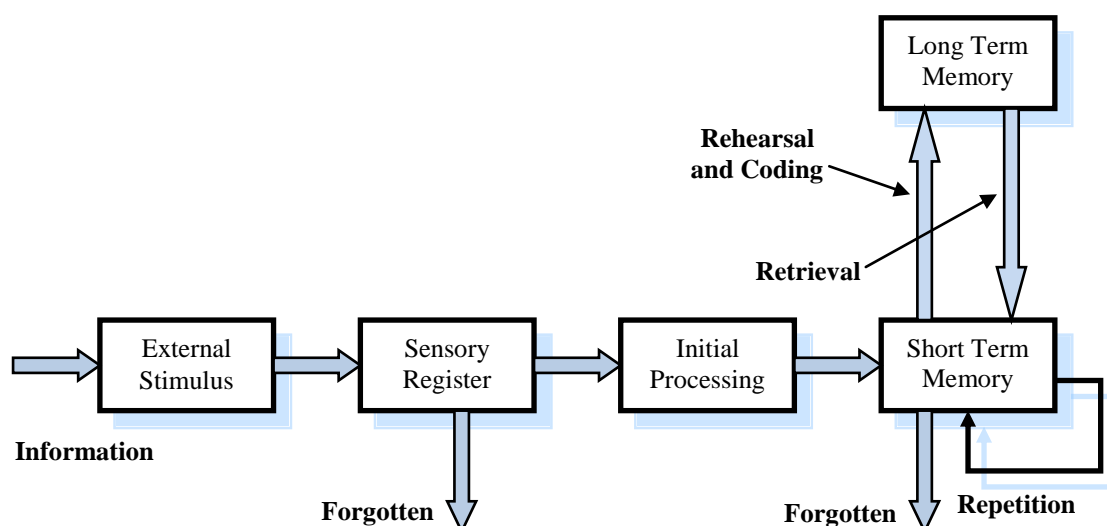 Long Term
Memory
Rehearsal
and Coding
Retrieval
External
Stimulus
Sensory
Register
Initial
Processing
Short Term
Memory
Information
Forgotten
Forgotten
Repetition